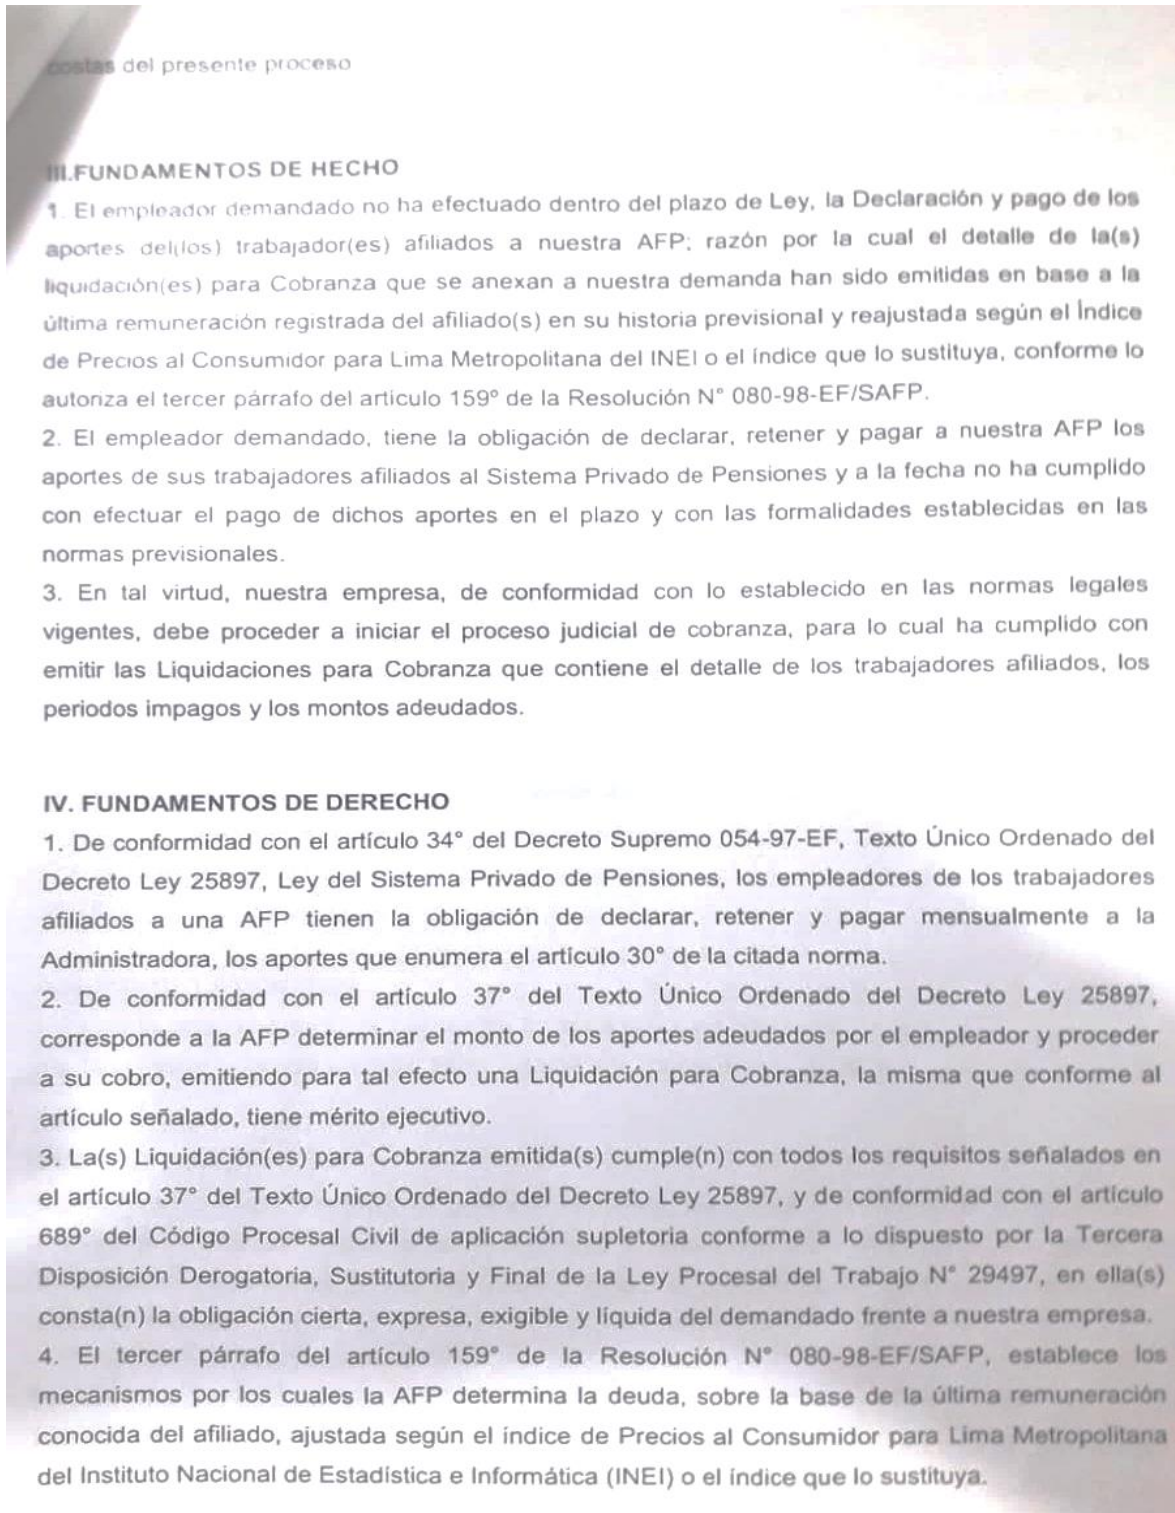 costas del presente proceso
III.FUNDAMENTOS DE HECHO
1. El empleador demandado no ha efectuado dentro del plazo de Ley, la Declaración y pago de los
aportes del(los) trabajador(es) afiliados a nuestra AFP; razón por la cual el detalle de la(s)
liquidación(es) para Cobranza que se anexan a nuestra demanda han sido emitidas en base a la
última remuneración registrada del afiliado(s) en su historia previsional y reajustada según el Índice
de Precios al Consumidor para Lima Metropolitana del INEI o el índice que lo sustituya, conforme lo
autoriza el tercer párrafo del artículo 159° de la Resolución N° 080-98-EF/SAFP.
2. El empleador demandado, tiene la obligación de declarar, retener y pagar a nuestra AFP los
aportes de sus trabajadores afiliados al Sistema Privado de Pensiones y a la fecha no ha cumplido
con efectuar el pago de dichos aportes en el plazo y con las formalidades establecidas en las
normas previsionales.
3. En tal virtud, nuestra empresa, de conformidad con lo establecido en las normas legales
vigentes, debe proceder a iniciar el proceso judicial de cobranza, para lo cual ha cumplido con
emitir las Liquidaciones para Cobranza que contiene el detalle de los trabajadores afiliados, los
periodos impagos y los montos adeudados.
IV. FUNDAMENTOS DE DERECHO
1. De conformidad con el artículo 34° del Decreto Supremo 054-97-EF, Texto Único Ordenado del
Decreto Ley 25897, Ley del Sistema Privado de Pensiones, los empleadores de los trabajadores
afiliados a una AFP tienen la obligación de declarar, retener y pagar mensualmente a la
Administradora, los aportes que enumera el artículo 30° de la citada norma.
2. De conformidad con el artículo 37° del Texto Único Ordenado del Decreto Ley 25897,
corresponde a la AFP determinar el monto de los aportes adeudados por el empleador y proceder
a su cobro, emitiendo para tal efecto una Liquidación para Cobranza, la misma que conforme al
artículo señalado, tiene mérito ejecutivo.
3. La(s) Liquidación(es) para Cobranza emitida(s) cumple(n) con todos los requisitos señalados en
el artículo 37° del Texto Único Ordenado del Decreto Ley 25897, y de conformidad con el artículo
689° del Código Procesal Civil de aplicación supletoria conforme a lo dispuesto por la Tercera
Disposición Derogatoria, Sustitutoria y Final de la Ley Procesal del Trabajo N° 29497, en ella(s)
consta(n) la obligación cierta, expresa, exigible y líquida del demandado frente a nuestra empresa.
4. El tercer párrafo del artículo 159° de la Resolución N° 080-98-EF/SAFP, establece los
mecanismos por los cuales la AFP determina la deuda, sobre la base de la última remuneración
conocida del afiliado, ajustada según el índice de Precios al Consumidor para Lima Metropolitana
del Instituto Nacional de Estadística e Informática (INEI) o el índice que lo sustituya.